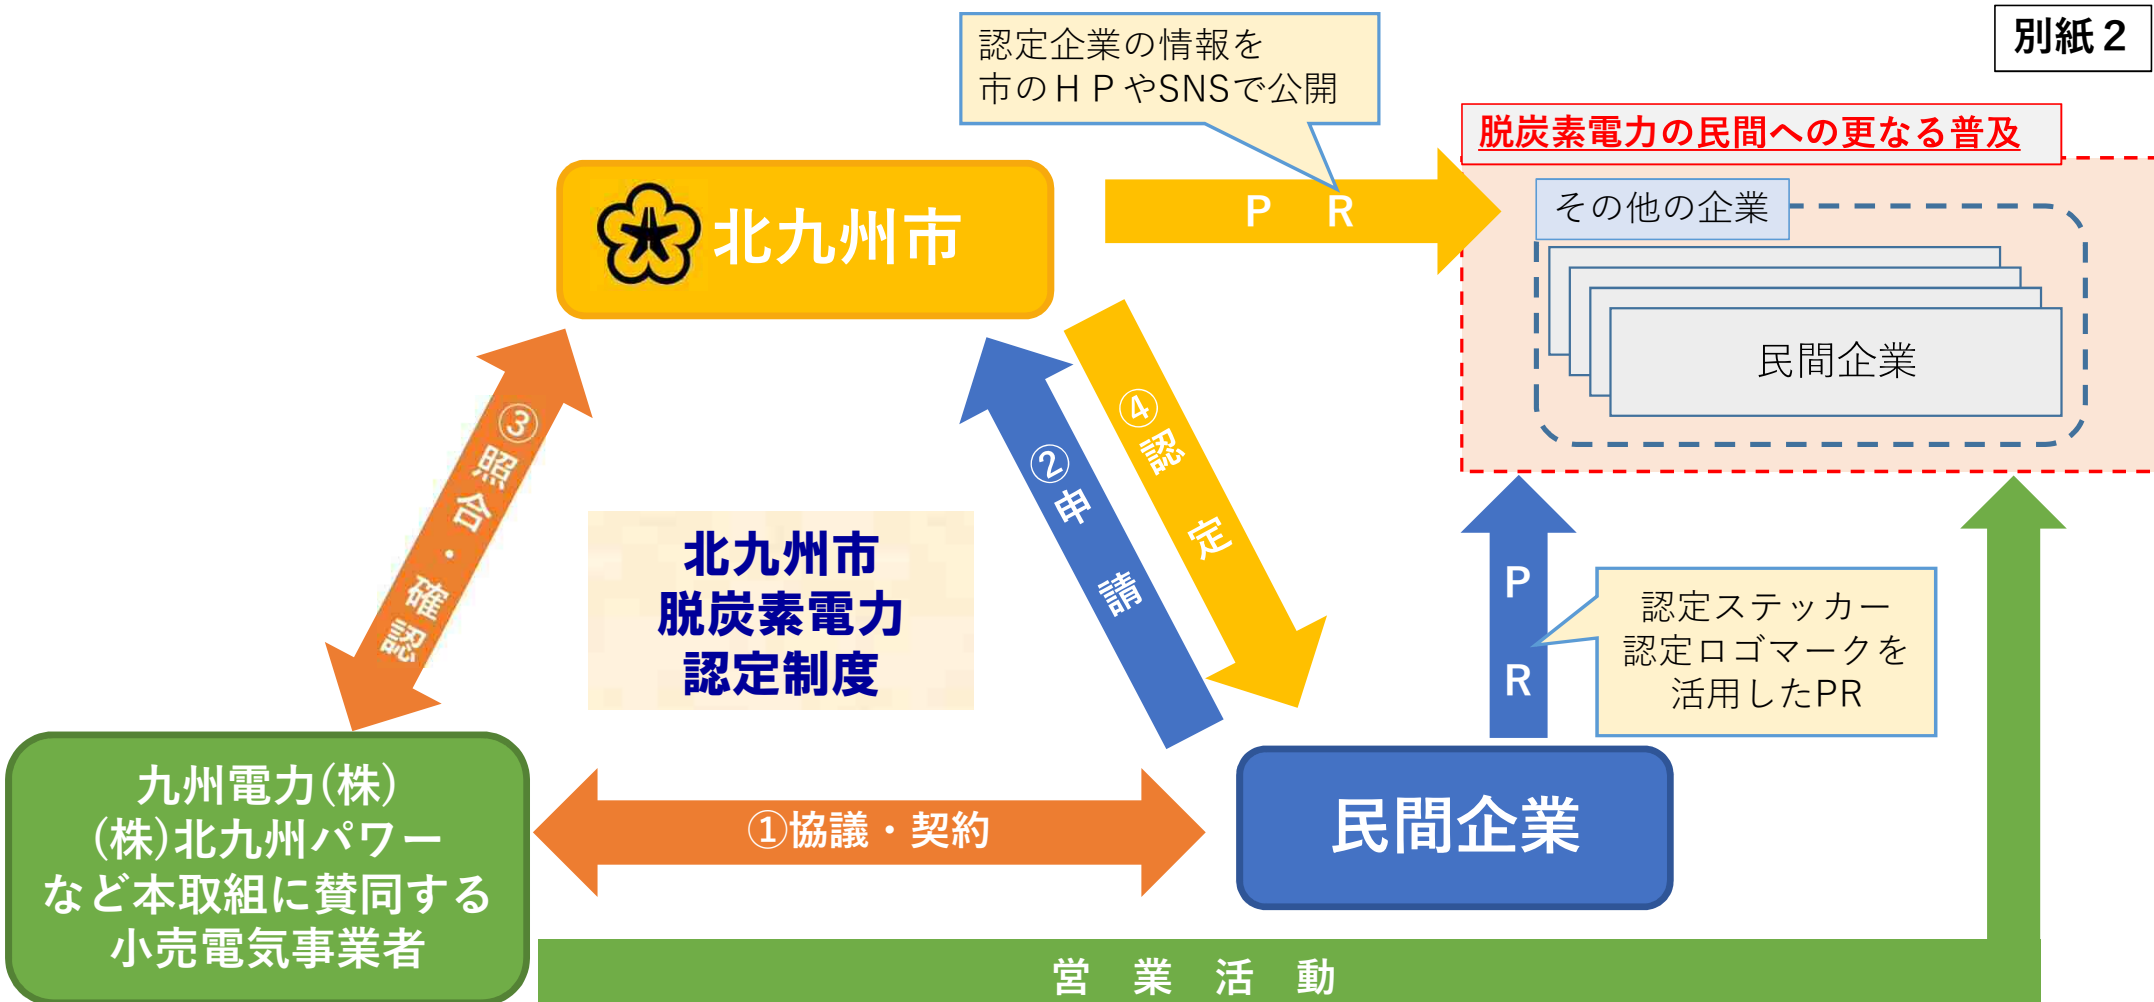 別紙２
認定企業の情報を
市のＨＰやSNSで公開
脱炭素電力の民間への更なる普及
北九州市
Ｐ　Ｒ
その他の企業
民間企業
③照合・確認
②申請
④認定
北九州市
脱炭素電力
認定制度
ＰＲ
認定ステッカー
認定ロゴマークを
活用したPR
九州電力(株)
(株)北九州パワー
など本取組に賛同する
小売電気事業者
①協議・契約
民間企業
営　業　活　動